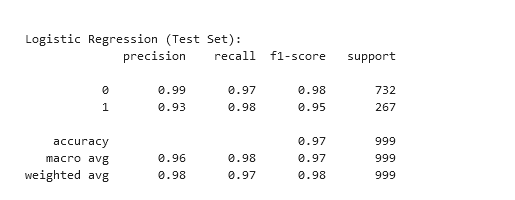 Logistic Regression (Test Set):
precision recall f1-score support
0 0.99 0.97 0.98 732
1 0.93 0.98 0.95 267
accuracy 0.97 999
macro avg 0.96 0.98 0.97 999
weighted avg 0.98 0.97 0.98 999